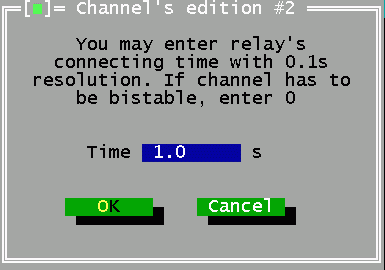 [■]= Channel's edition #2
You may enter relay's
connecting time with 0.1s
resolution. If channel has to
be bistable, enter 0
Time 1.0 s
OK Cancel